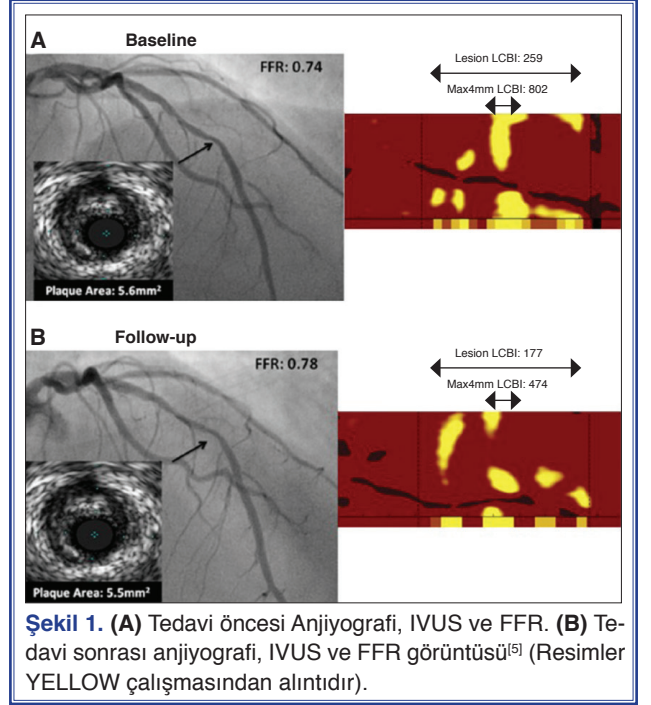 A
Baseline
FFR: 0.74
Lesion LCBI: 259
Max4mm LCBI: 802
Plaque Area: 5.6mm²
B
Follow-up
FFR: 0.78
Lesion LCBI: 177
Max4mm LCBI: 474
Plaque Area: 5.5mm²
Şekil 1. (A) Tedavi öncesi Anjiyografi, IVUS ve FFR. (B) Te-
davi sonrası anjiyografi, IVUS ve FFR görüntüsü[5] (Resimler
YELLOW çalışmasından alıntıdır).